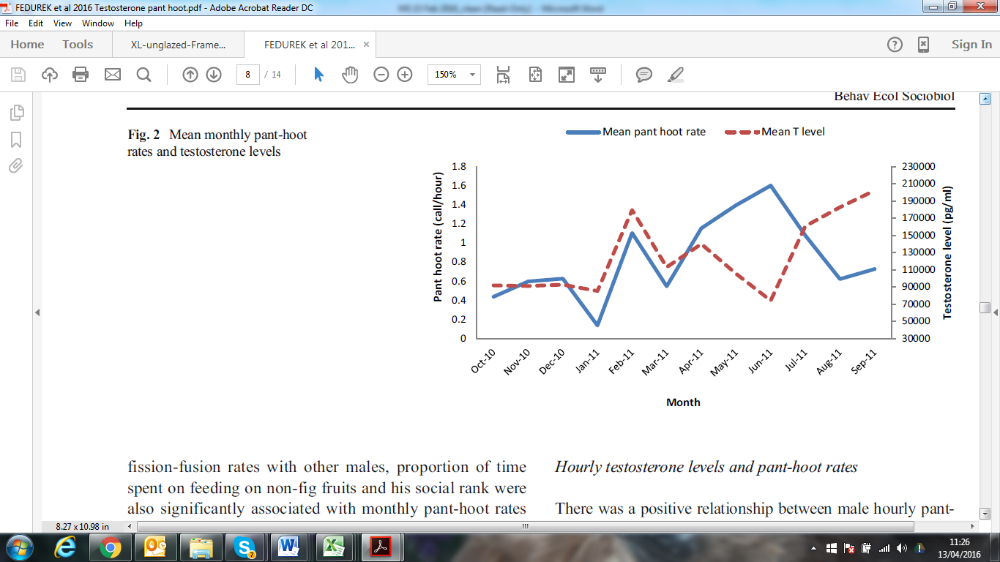 FEDUREK et al 2016 Testosterone pant hoot.pdf - Adobe Acrobat Reader DC
File Edit View Window Help
Home Tools XL-unglazed-Frame... FEDUREK et al 201... × Sign In
8 / 14 150%
Behav Ecol Sociobiol
Fig. 2 Mean monthly pant-hoot
rates and testosterone levels
Mean pant hoot rate Mean T level
Pant hoot rate (call/hour)
1.8
1.6
1.4
1.2
1
0.8
0.6
0.4
0.2
0
230000
210000
190000
170000
150000
130000
110000
90000
70000
50000
30000
Testosterone level (pg/ml)
Oct-10 Nov-10 Dec-10 Jan-11 Feb-11 Mar-11 Apr-11 May-11 Jun-11 Jul-11 Aug-11 Sep-11
Month
fission-fusion rates with other males, proportion of time
spent on feeding on non-fig fruits and his social rank were
also significantly associated with monthly pant-hoot rates
Hourly testosterone levels and pant-hoot rates
There was a positive relationship between male hourly pant-
8.27 x 10.98 in
11:26
13/04/2016